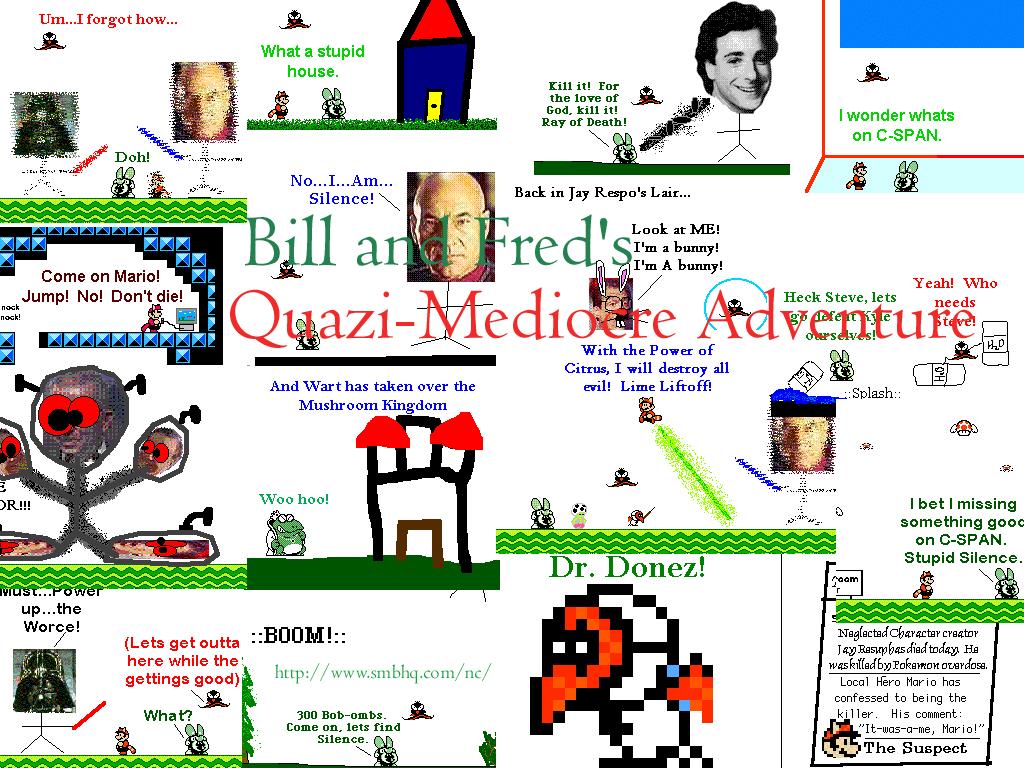 Um...I forgot how...
Doh!
What a stupid
house.
Kill it! For
the love of
God, kill it!
Ray of Death!
I wonder whats
on C-SPAN.
No...I...Am...
Silence!
Back in Jay Respo's Lair...
Look at ME!
I'm a bunny!
I'm A bunny!
Bill and Fred's
Quazi-Mediocre Adventure
Come on Mario!
Jump! No! Don't die!
nock
nock!
Heck Steve, lets
go defeat Kyle
ourselves!
Yeah! Who
needs
Steve!
H₂O
H₂O
::Splash::
And Wart has taken over the
Mushroom Kingdom
Woo hoo!
With the Power of
Citrus, I will destroy all
evil! Lime Liftoff!
E
OR!!!
I bet I missing
something good
on C-SPAN.
Stupid Silence.
Must...Power
up...the
Worce!
(Lets get outta
here while the
gettings good)
What?
::BOOM!::
http://www.smbhq.com/nc/
300 Bob-ombs.
Come on, lets find
Silence.
Dr. Donez!
oom
r
Neglected Character creator
Jay Resup has died today. He
was killed by Pokemon overdose.
Local Hero Mario has
confessed to being the
killer. His comment:
"It-was-a-me, Mario!"
The Suspect